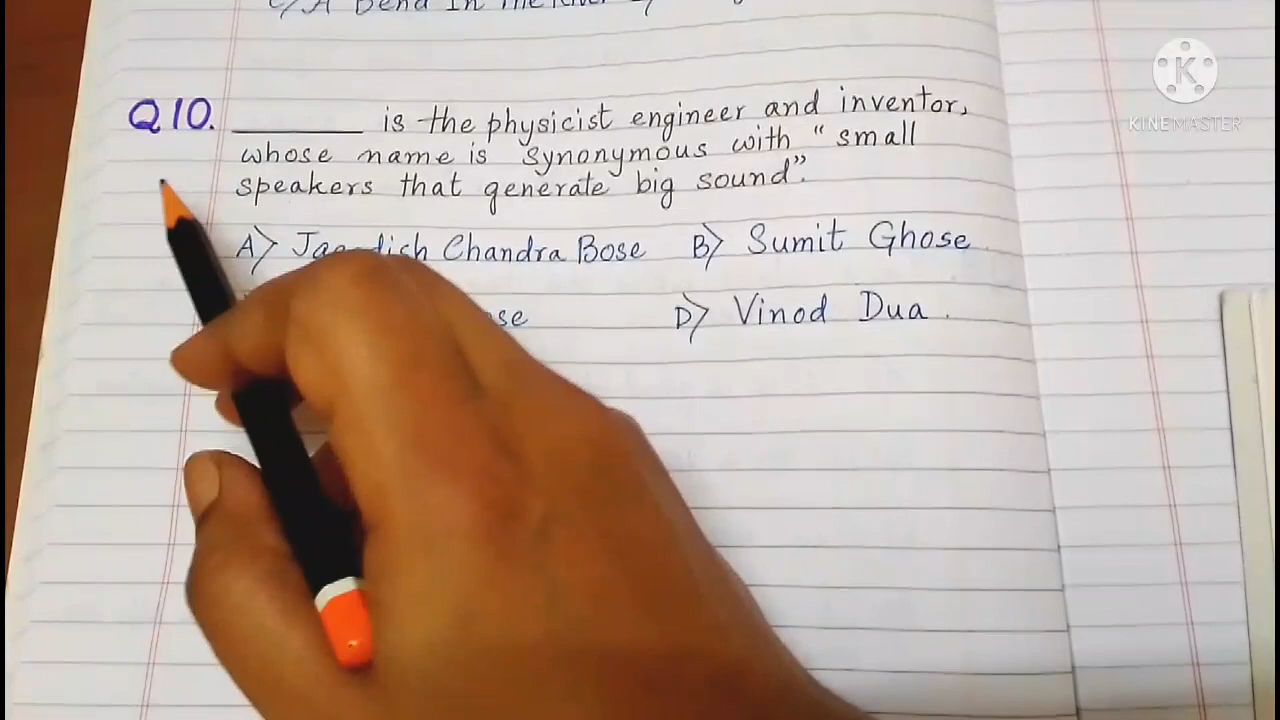 Q10. ______ is the physicist engineer and inventor,
whose name is synonymous with "small
speakers that generate big sound".
A) Chandra Bose B) Sumit Ghose
D) Vinod Dua.
K
KINEMASTER